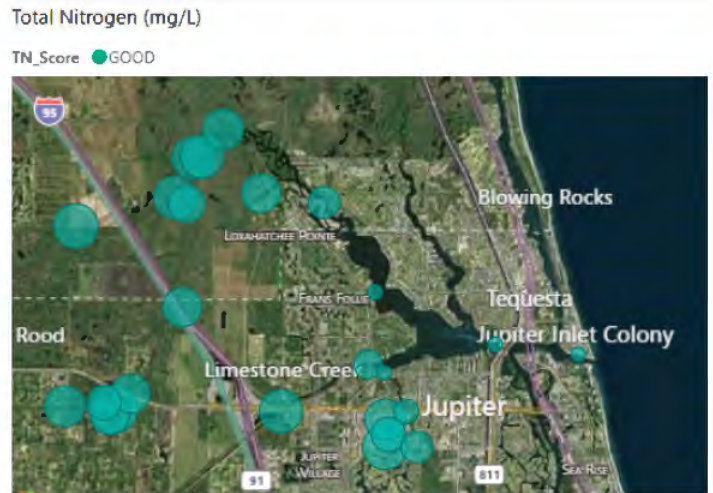 Total Nitrogen (mg/L)
TN_Score GOOD
95
Blowing Rocks
LOXAHATCHEE POINTE
FRANS FOLLIE
Tequesta
Rood
Jupiter Inlet Colony
Limestone Creek
Jupiter
JUPITER
VILLAGE
91
811
SEA RISE